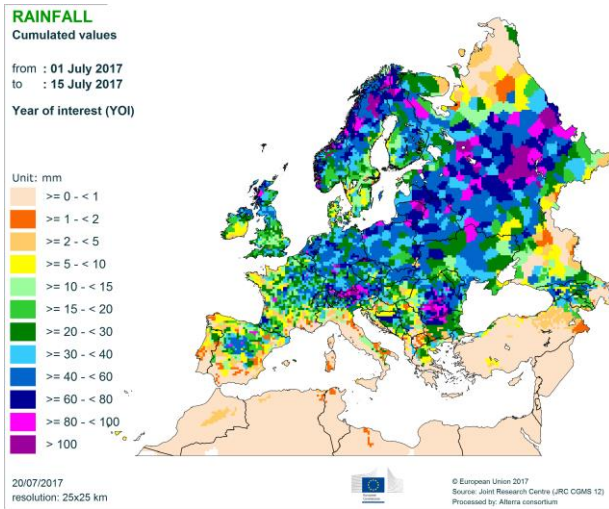 RAINFALL
Cumulated values
from : 01 July 2017
to : 15 July 2017
Year of interest (YOI)
Unit: mm
>= 0 - < 1
>= 1 - < 2
>= 2 - < 5
>= 5 - < 10
>= 10 - < 15
>= 15 - < 20
>= 20 - < 30
>= 30 - < 40
>= 40 - < 60
>= 60 - < 80
>= 80 - < 100
> 100
20/07/2017
resolution: 25x25 km
European
Commission
© European Union 2017
Source: Joint Research Centre (JRC CGMS 12)
Processed by: Alterra consortium